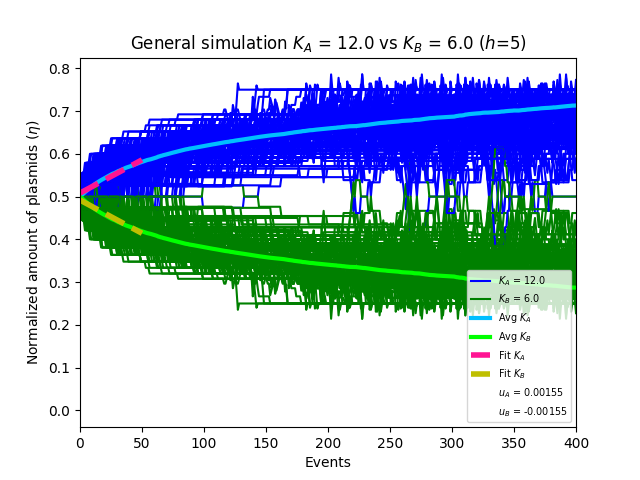 General simulation K_A = 12.0 vs K_B = 6.0 (h=5)
Normalized amount of plasmids (η)
0.8
0.7
0.6
0.5
0.4
0.3
0.2
0.1
0.0
K_A = 12.0
K_B = 6.0
Avg K_A
Avg K_B
Fit K_A
Fit K_B
u_A = 0.00155
u_B = -0.00155
0 50 100 150 200 250 300 350 400
Events